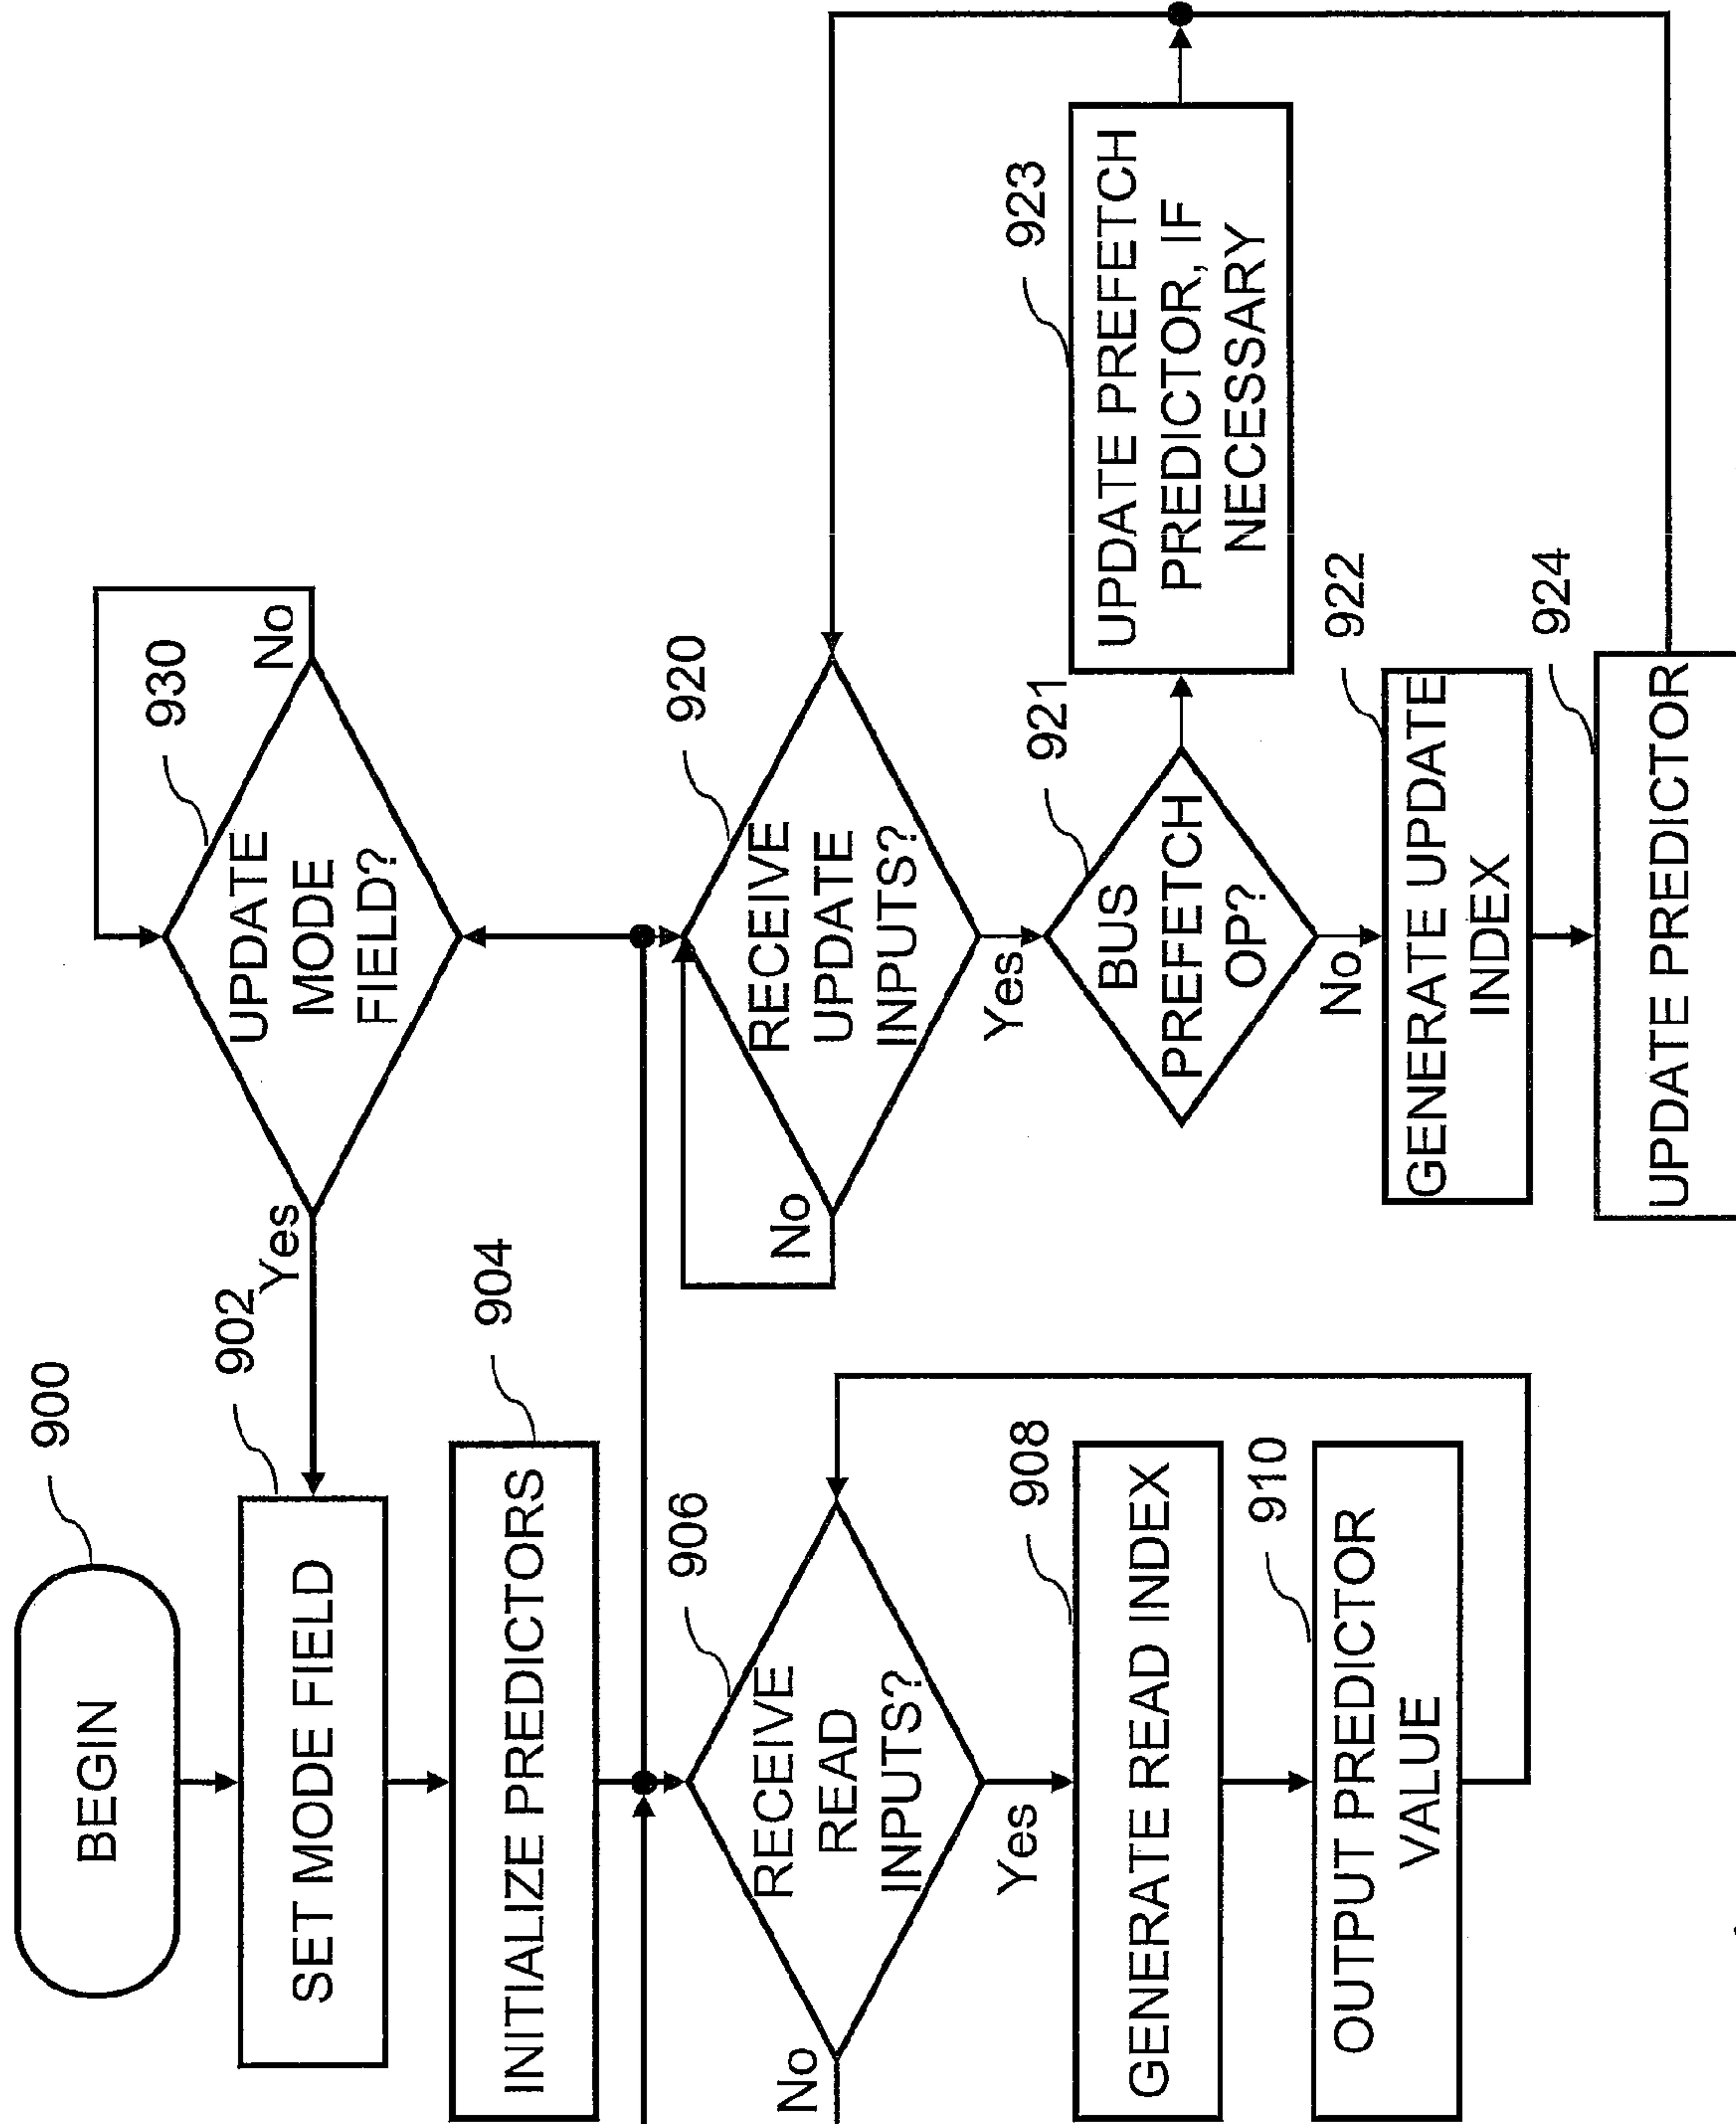 900
BEGIN
902
SET MODE FIELD
904
INITIALIZE PREDICTORS
906
RECEIVE
READ
INPUTS?
No
Yes
908
GENERATE READ INDEX
910
OUTPUT PREDICTOR
VALUE
930
UPDATE
MODE
FIELD?
Yes
No
920
RECEIVE
UPDATE
INPUTS?
No
Yes
921
BUS
PREFETCH
OP?
No
923
UPDATE PREFETCH
PREDICTOR, IF
NECESSARY
922
GENERATE UPDATE
INDEX
924
UPDATE PREDICTOR